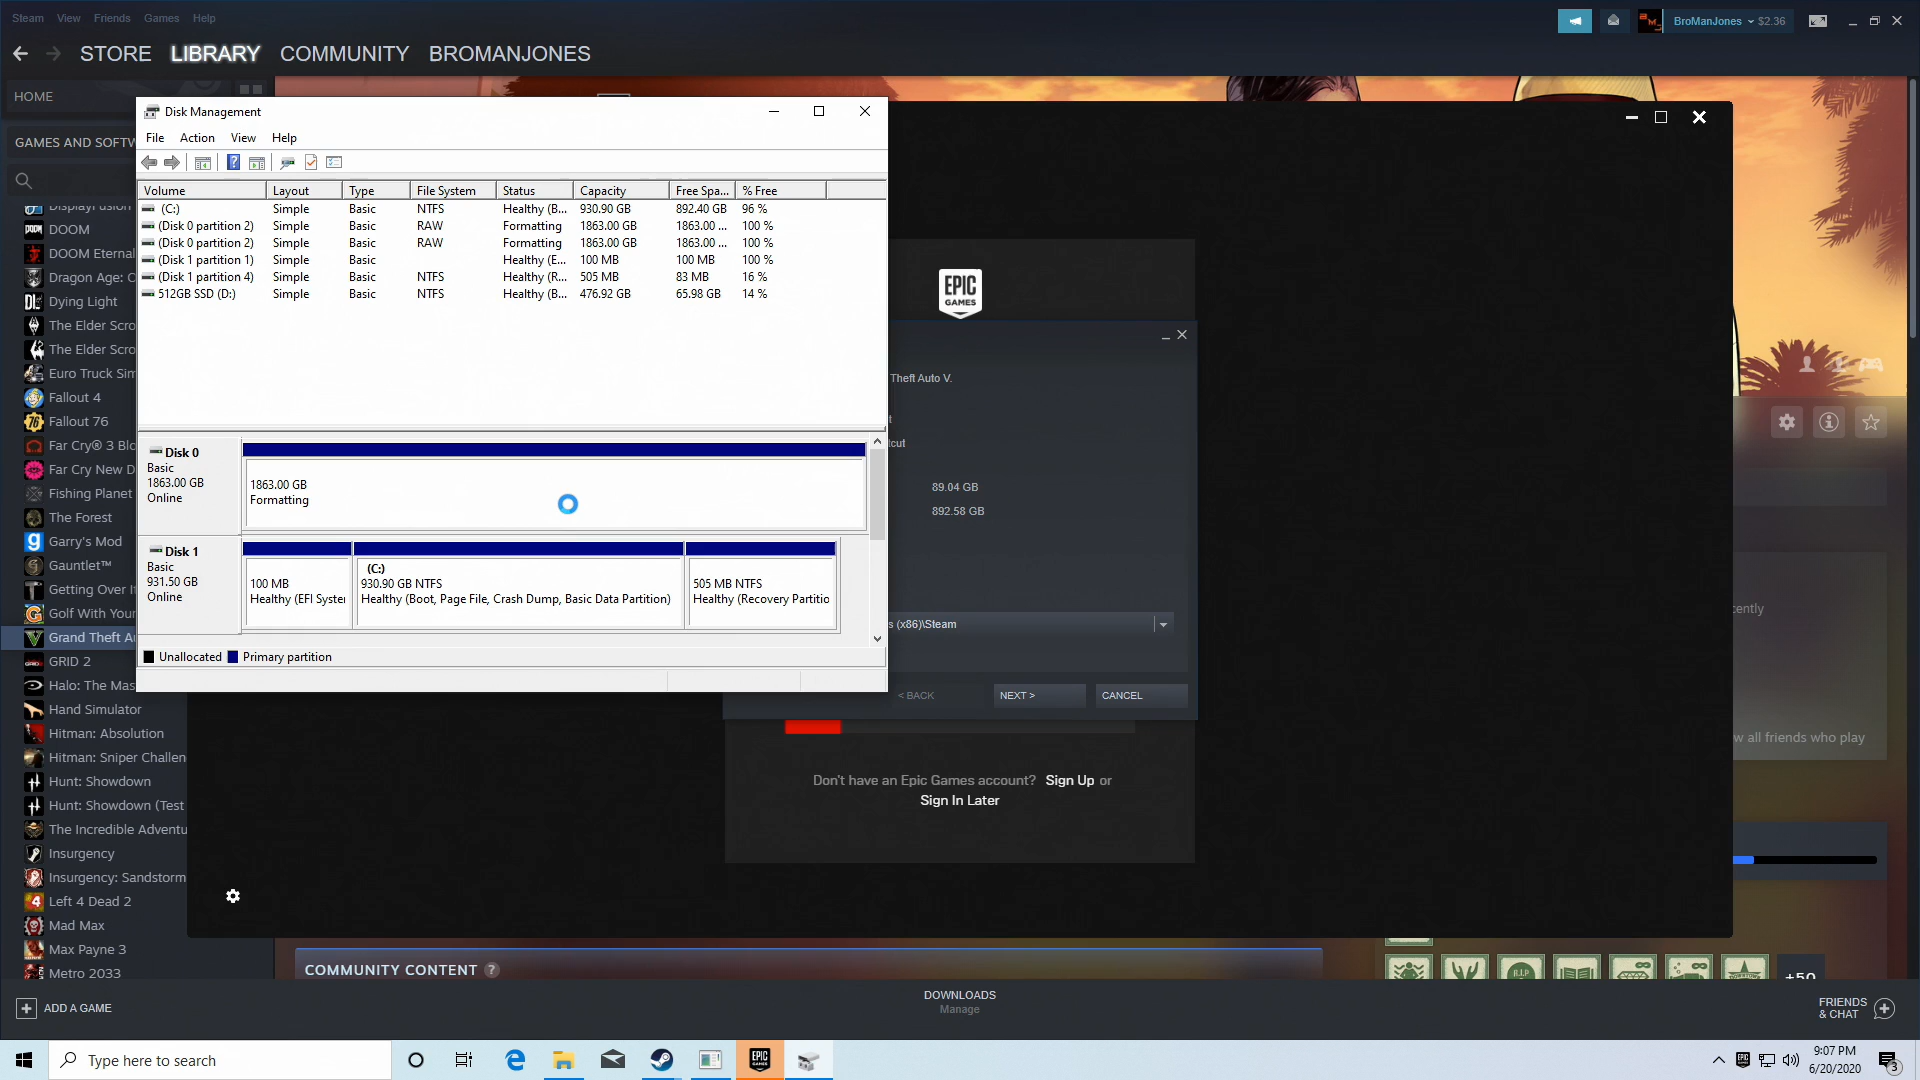 Steam View Friends Games Help
BroManJones $2.36
STORE LIBRARY COMMUNITY BROMANJONES
HOME
GAMES AND SOFTW
DisplayFusion
DOOM
DOOM Eternal
Dragon Age: O
Dying Light
The Elder Scro
The Elder Scro
Euro Truck Sim
Fallout 4
Fallout 76
Far Cry® 3 Blo
Far Cry New D
Fishing Planet
The Forest
Garry's Mod
Gauntlet™
Getting Over It
Golf With Your
Grand Theft Au
GRID 2
Halo: The Mas
Hand Simulator
Hitman: Absolution
Hitman: Sniper Challen
Hunt: Showdown
Hunt: Showdown (Test
The Incredible Adventu
Insurgency
Insurgency: Sandstorm
Left 4 Dead 2
Mad Max
Max Payne 3
Metro 2033
ADD A GAME
Disk Management
File Action View Help
Volume Layout Type File System Status Capacity Free Spa... % Free
(C:) Simple Basic NTFS Healthy (B... 930.90 GB 892.40 GB 96 %
(Disk 0 partition 2) Simple Basic RAW Formatting 1863.00 GB 1863.00 ... 100 %
(Disk 0 partition 2) Simple Basic RAW Formatting 1863.00 GB 1863.00 ... 100 %
(Disk 1 partition 1) Simple Basic Healthy (E... 100 MB 100 MB 100 %
(Disk 1 partition 4) Simple Basic NTFS Healthy (R... 505 MB 83 MB 16 %
512GB SSD (D:) Simple Basic NTFS Healthy (B... 476.92 GB 65.98 GB 14 %
Disk 0
Basic
1863.00 GB
Online
1863.00 GB
Formatting
Disk 1
Basic
931.50 GB
Online
100 MB
Healthy (EFI Syster
(C:)
930.90 GB NTFS
Healthy (Boot, Page File, Crash Dump, Basic Data Partition)
505 MB NTFS
Healthy (Recovery Partitio
Unallocated Primary partition
EPIC
GAMES
Theft Auto V.
t
tcut
89.04 GB
892.58 GB
s (x86)\Steam
< BACK NEXT > CANCEL
Don't have an Epic Games account? Sign Up or
Sign In Later
cently
w all friends who play
COMMUNITY CONTENT ?
R.I.P
+50
DOWNLOADS
Manage
FRIENDS
& CHAT
Type here to search
EPIC
GAMES
9:07 PM
6/20/2020
3